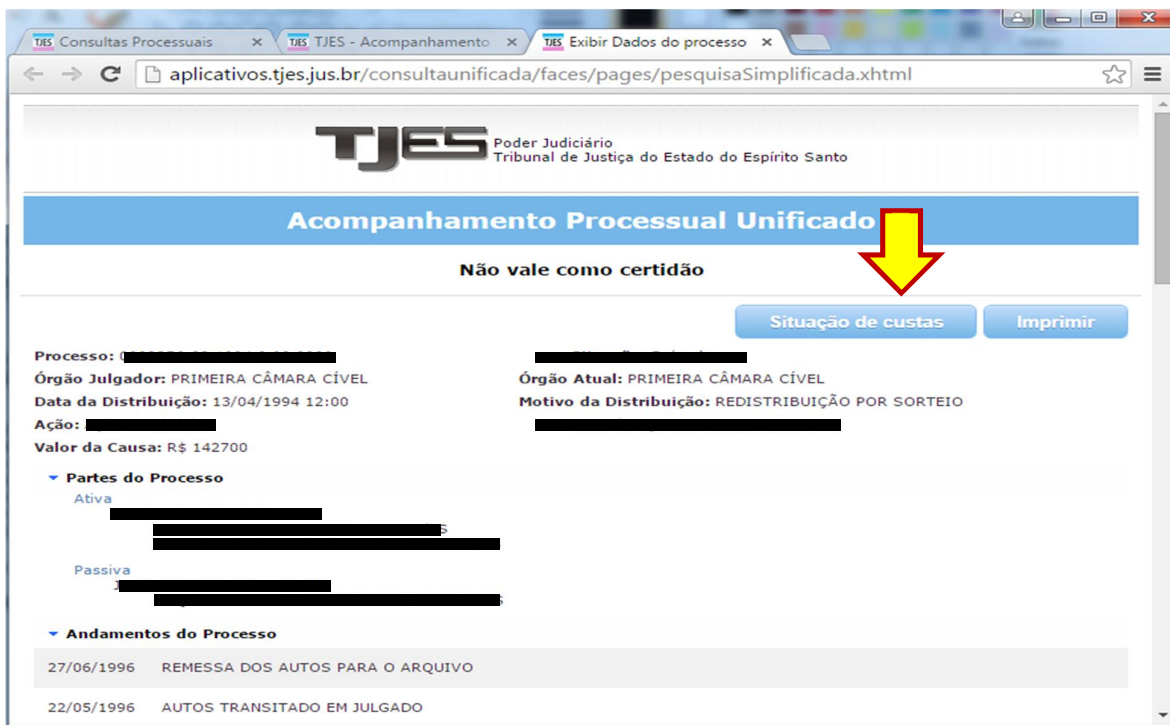 TJES Consultas Processuais
TJES TJES - Acompanhamento
TJES Exibir Dados do processo
aplicativos.tjes.jus.br/consultaunificada/faces/pages/pesquisaSimplificada.xhtml
TJES Poder Judiciário
Tribunal de Justiça do Estado do Espírito Santo
Acompanhamento Processual Unificado
Não vale como certidão
Situação de custas Imprimir
Processo:
Órgão Julgador: PRIMEIRA CÂMARA CÍVEL Órgão Atual: PRIMEIRA CÂMARA CÍVEL
Data da Distribuição: 13/04/1994 12:00 Motivo da Distribuição: REDISTRIBUIÇÃO POR SORTEIO
Ação:
Valor da Causa: R$ 142700
Partes do Processo
Ativa
Passiva
Andamentos do Processo
27/06/1996 REMESSA DOS AUTOS PARA O ARQUIVO
22/05/1996 AUTOS TRANSITADO EM JULGADO